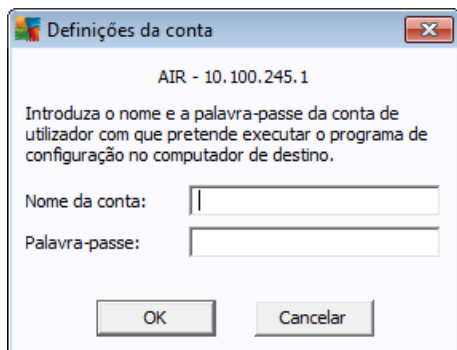 Definições da conta
AIR - 10.100.245.1
Introduza o nome e a palavra-passe da conta de
utilizador com que pretende executar o programa de
configuração no computador de destino.
Nome da conta:
Palavra-passe:
OK Cancelar